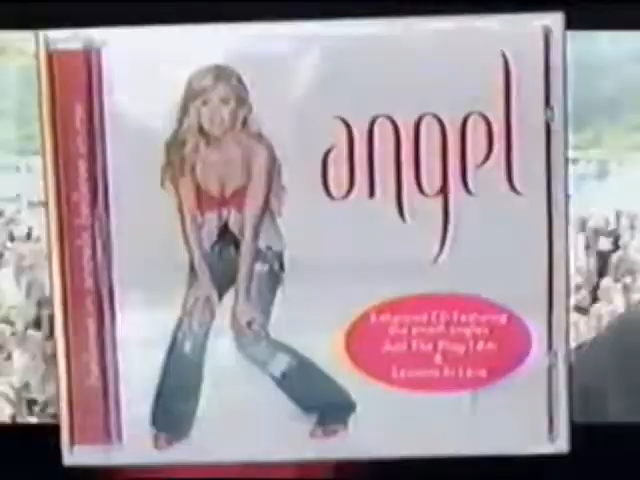 angel
Enhanced CD Featuring
the smash singles
Just The Way I Am
&
Lessons In Love